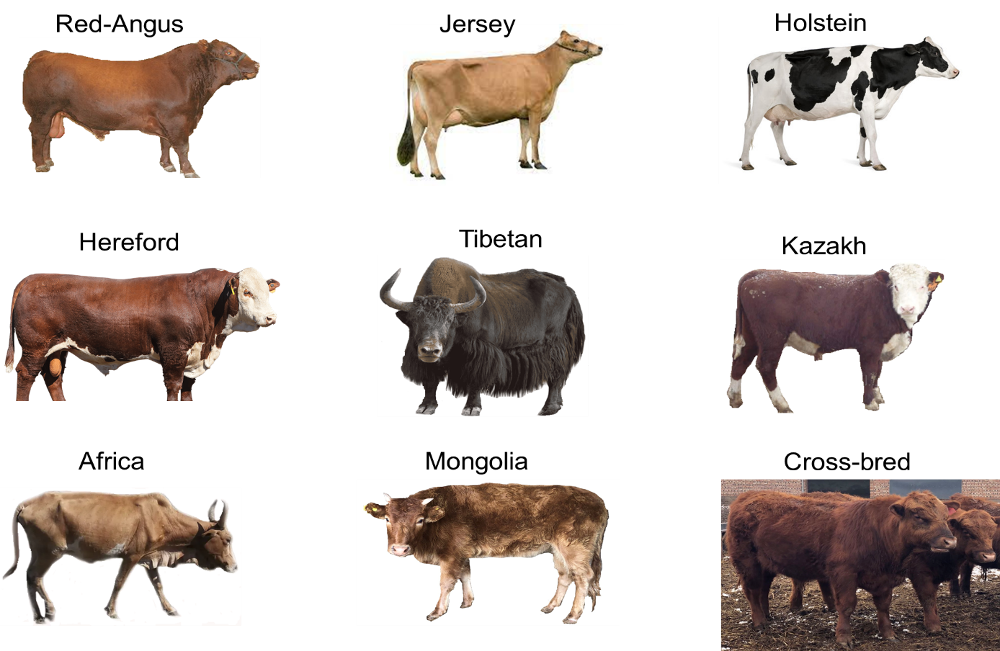 Red-Angus
Jersey
Holstein
Hereford
Tibetan
Kazakh
Africa
Mongolia
Cross-bred